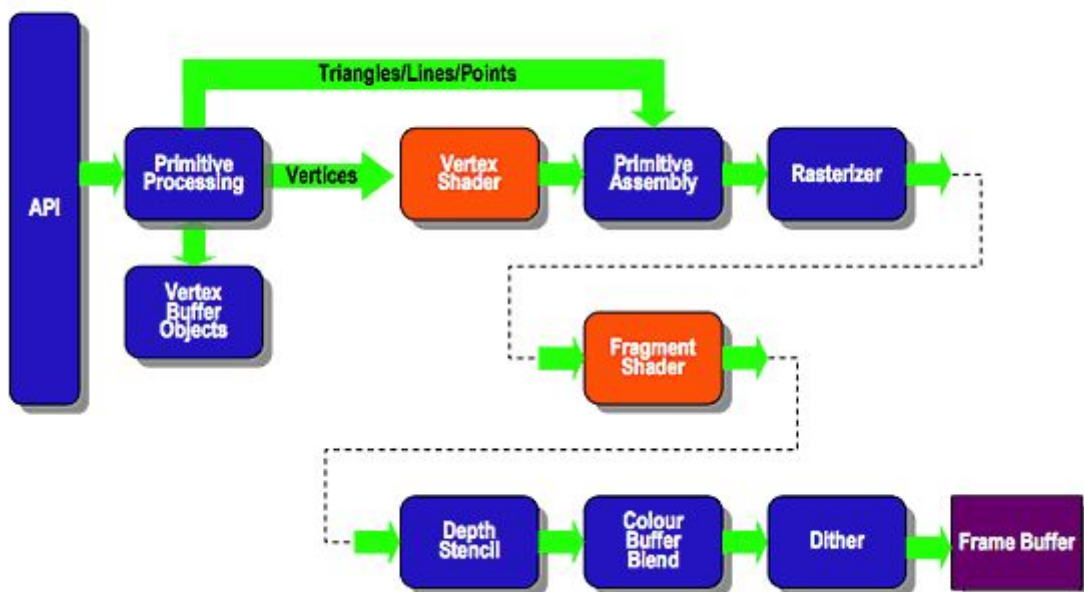 Triangles/Lines/Points
API
Primitive
Processing
Vertices
Vertex
Shader
Primitive
Assembly
Rasterizer
Vertex
Buffer
Objects
Fragment
Shader
Depth
Stencil
Colour
Buffer
Blend
Dither
Frame Buffer